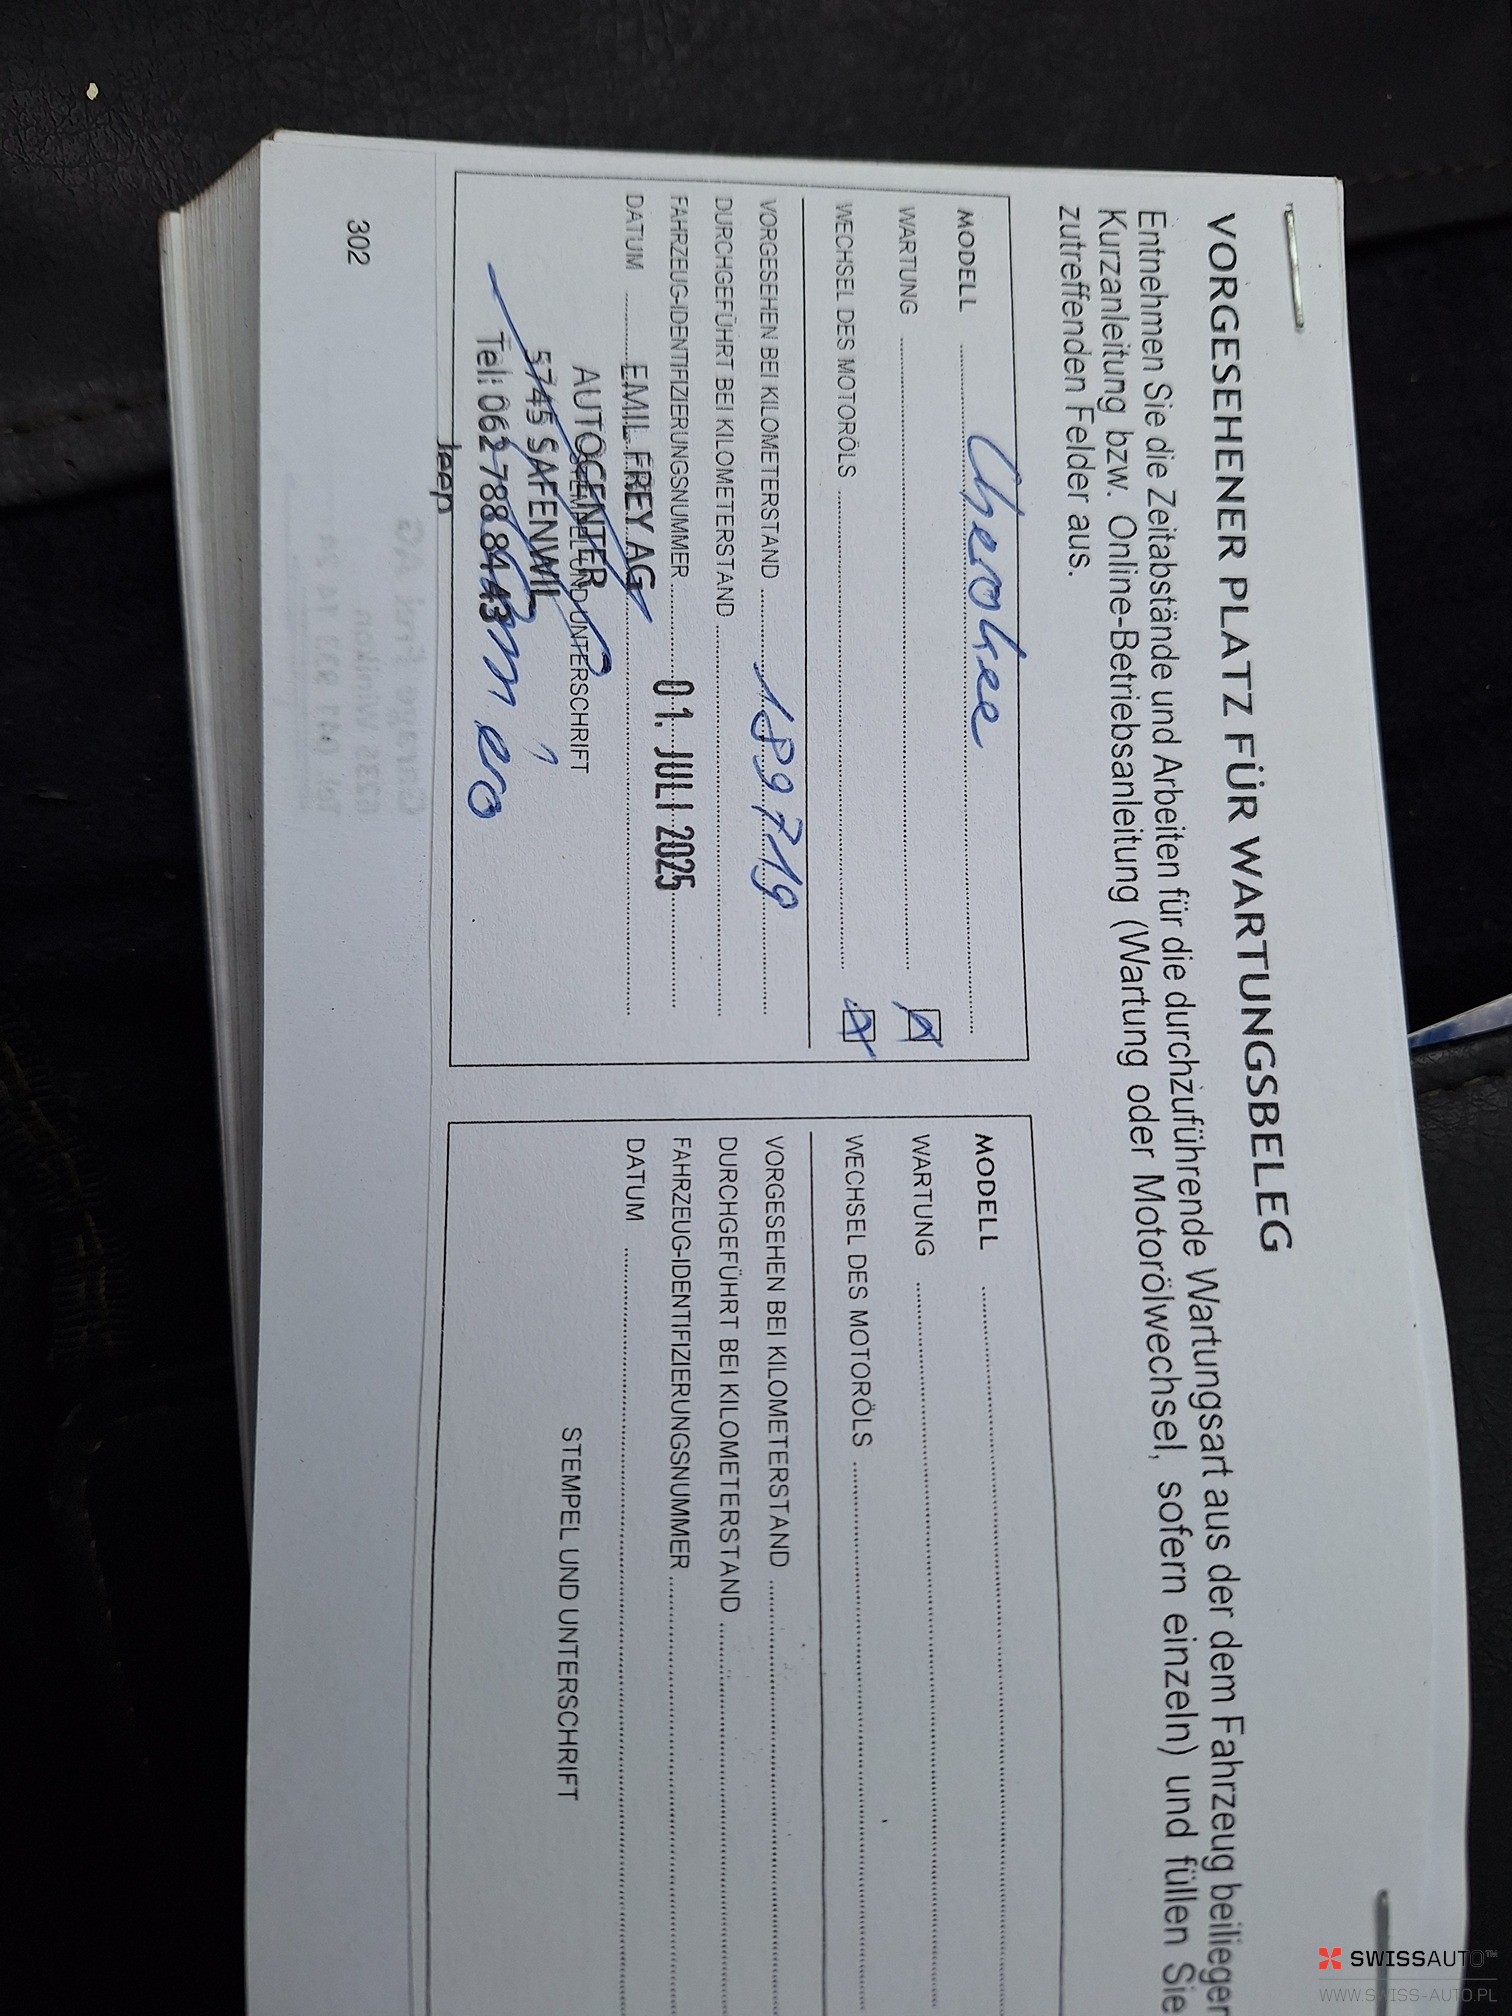 VORGESEHENER PLATZ FÜR WARTUNGSBELEG
Entnehmen Sie die Zeitabstände und Arbeiten für die durchzuführende Wartungsart aus der dem Fahrzeug beiliegen
Kurzanleitung bzw. Online-Betriebsanleitung (Wartung oder Motorölwechsel, sofern einzeln) und füllen Sie
zutreffenden Felder aus.
MODELL Cherokee
WARTUNG
WECHSEL DES MOTORÖLS
VORGESEHEN BEI KILOMETERSTAND 189719
DURCHGEFÜHRT BEI KILOMETERSTAND
FAHRZEUG-IDENTIFIZIERUNGSNUMMER
01. JULI 2025
DATUM
EMIL FREY AG
AUTOCENTER
STEMPEL UND UNTERSCHRIFT
5745 SAFENWIL
Tel: 062 788 84 43
Jeep
MODELL
WARTUNG
WECHSEL DES MOTORÖLS
VORGESEHEN BEI KILOMETERSTAND
DURCHGEFÜHRT BEI KILOMETERSTAND
FAHRZEUG-IDENTIFIZIERUNGSNUMMER
DATUM
STEMPEL UND UNTERSCHRIFT
302
SWISSAUTO™
WWW.SWISS-AUTO.PL